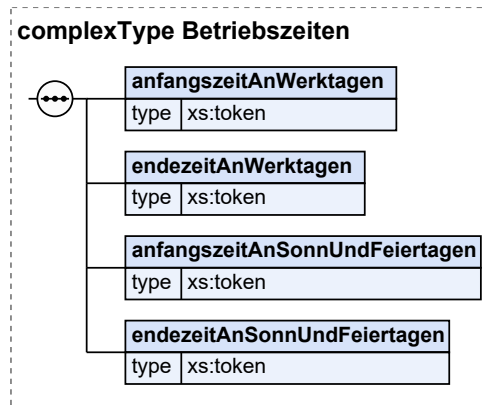 complexType Betriebszeiten
anfangszeitAnWerktagen
type xs:token
endezeitAnWerktagen
type xs:token
anfangszeitAnSonnUndFeiertagen
type xs:token
endezeitAnSonnUndFeiertagen
type xs:token